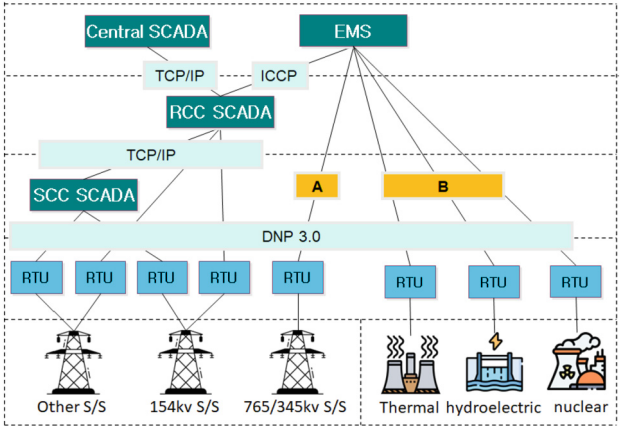 Central SCADA
EMS
TCP/IP
ICCP
RCC SCADA
TCP/IP
A
B
SCC SCADA
DNP 3.0
RTU
RTU
RTU
RTU
RTU
RTU
RTU
RTU
Other S/S
154kv S/S
765/345kv S/S
Thermal
hydroelectric
nuclear